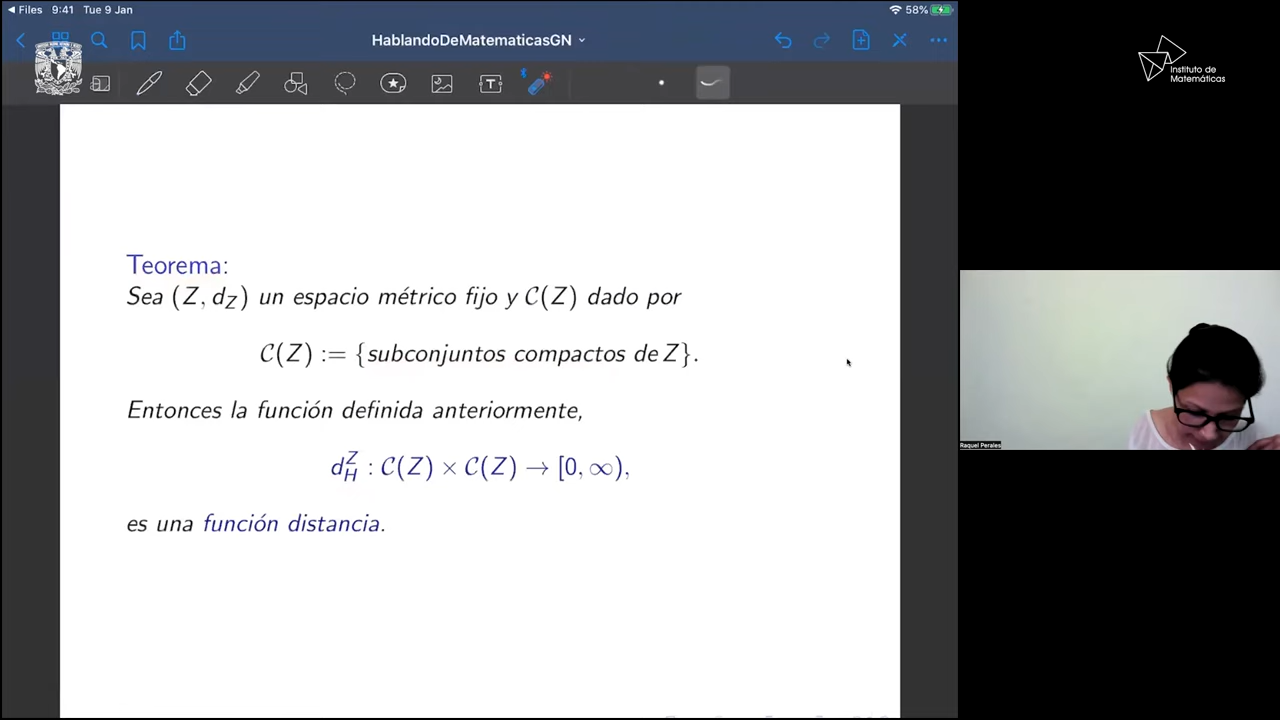 Files 9:41 Tue 9 Jan
58%
HablandoDeMatematicasGN
Instituto de
Matemáticas
Teorema:
Sea (Z, d_Z) un espacio métrico fijo y 𝒞(Z) dado por
𝒞(Z) := {subconjuntos compactos de Z}.
Entonces la función definida anteriormente,
d_H^Z : 𝒞(Z) × 𝒞(Z) → [0, ∞),
es una función distancia.
Raquel Perales